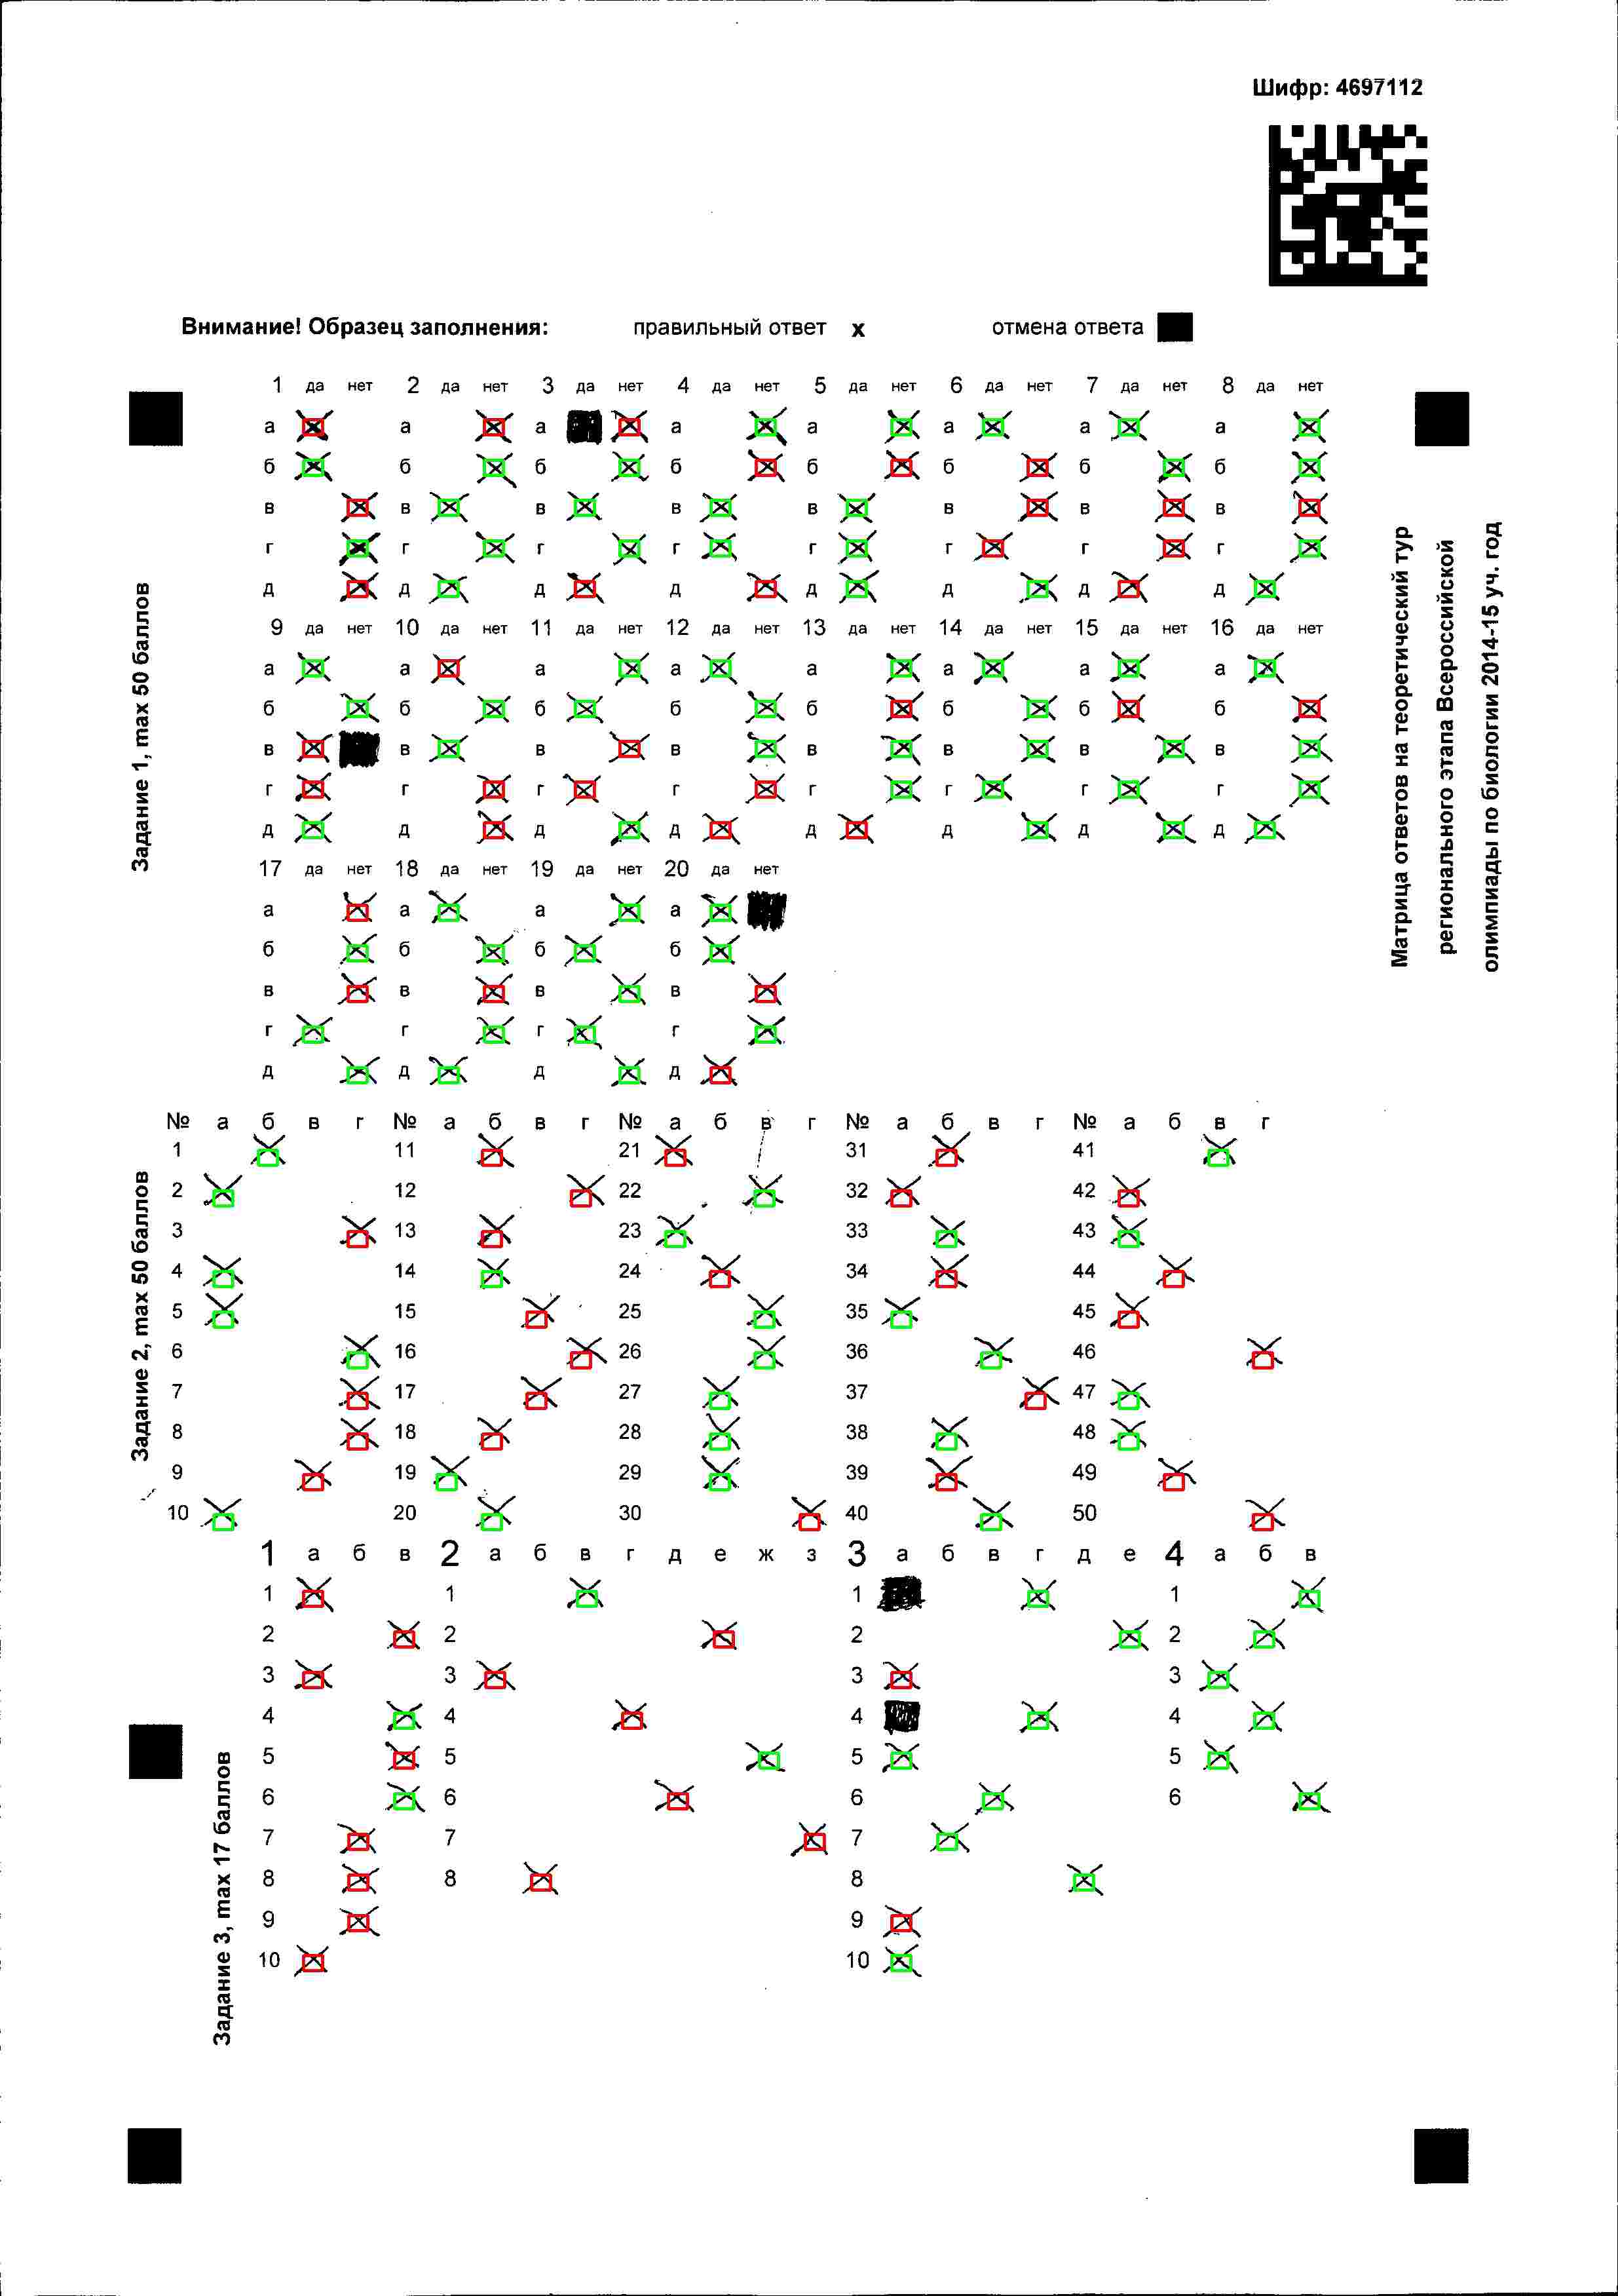 Шифр: 4697112
Внимание! Образец заполнения: правильный ответ x отмена ответа
Матрица ответов на теоретический тур
регионального этапа Всероссийской
олимпиады по биологии 2014-15 уч. год
Задание 1, max 50 баллов
1 да нет 2 да нет 3 да нет 4 да нет 5 да нет 6 да нет 7 да нет 8 да нет
а а а а а а а а
б б б б б б б б
в в в в в в в в
г г г г г г г г
д д д д д д д д
9 да нет 10 да нет 11 да нет 12 да нет 13 да нет 14 да нет 15 да нет 16 да нет
а а а а а а а а
б б б б б б б б
в в в в в в в в
г г г г г г г г
д д д д д д д д
17 да нет 18 да нет 19 да нет 20 да нет
а а а а
б б б б
в в в в
г г г г
д д д д
Задание 2, max 50 баллов
№ а б в г № а б в г № а б в г № а б в г № а б в г
1 11 21 31 41
2 12 22 32 42
3 13 23 33 43
4 14 24 34 44
5 15 25 35 45
6 16 26 36 46
7 17 27 37 47
8 18 28 38 48
9 19 29 39 49
10 20 30 40 50
Задание 3, max 17 баллов
1 а б в 2 а б в г д е ж з 3 а б в г д е 4 а б в
1 1 1 1
2 2 2 2
3 3 3 3
4 4 4 4
5 5 5 5
6 6 6 6
7 7 7
8 8 8
9 9
10 10